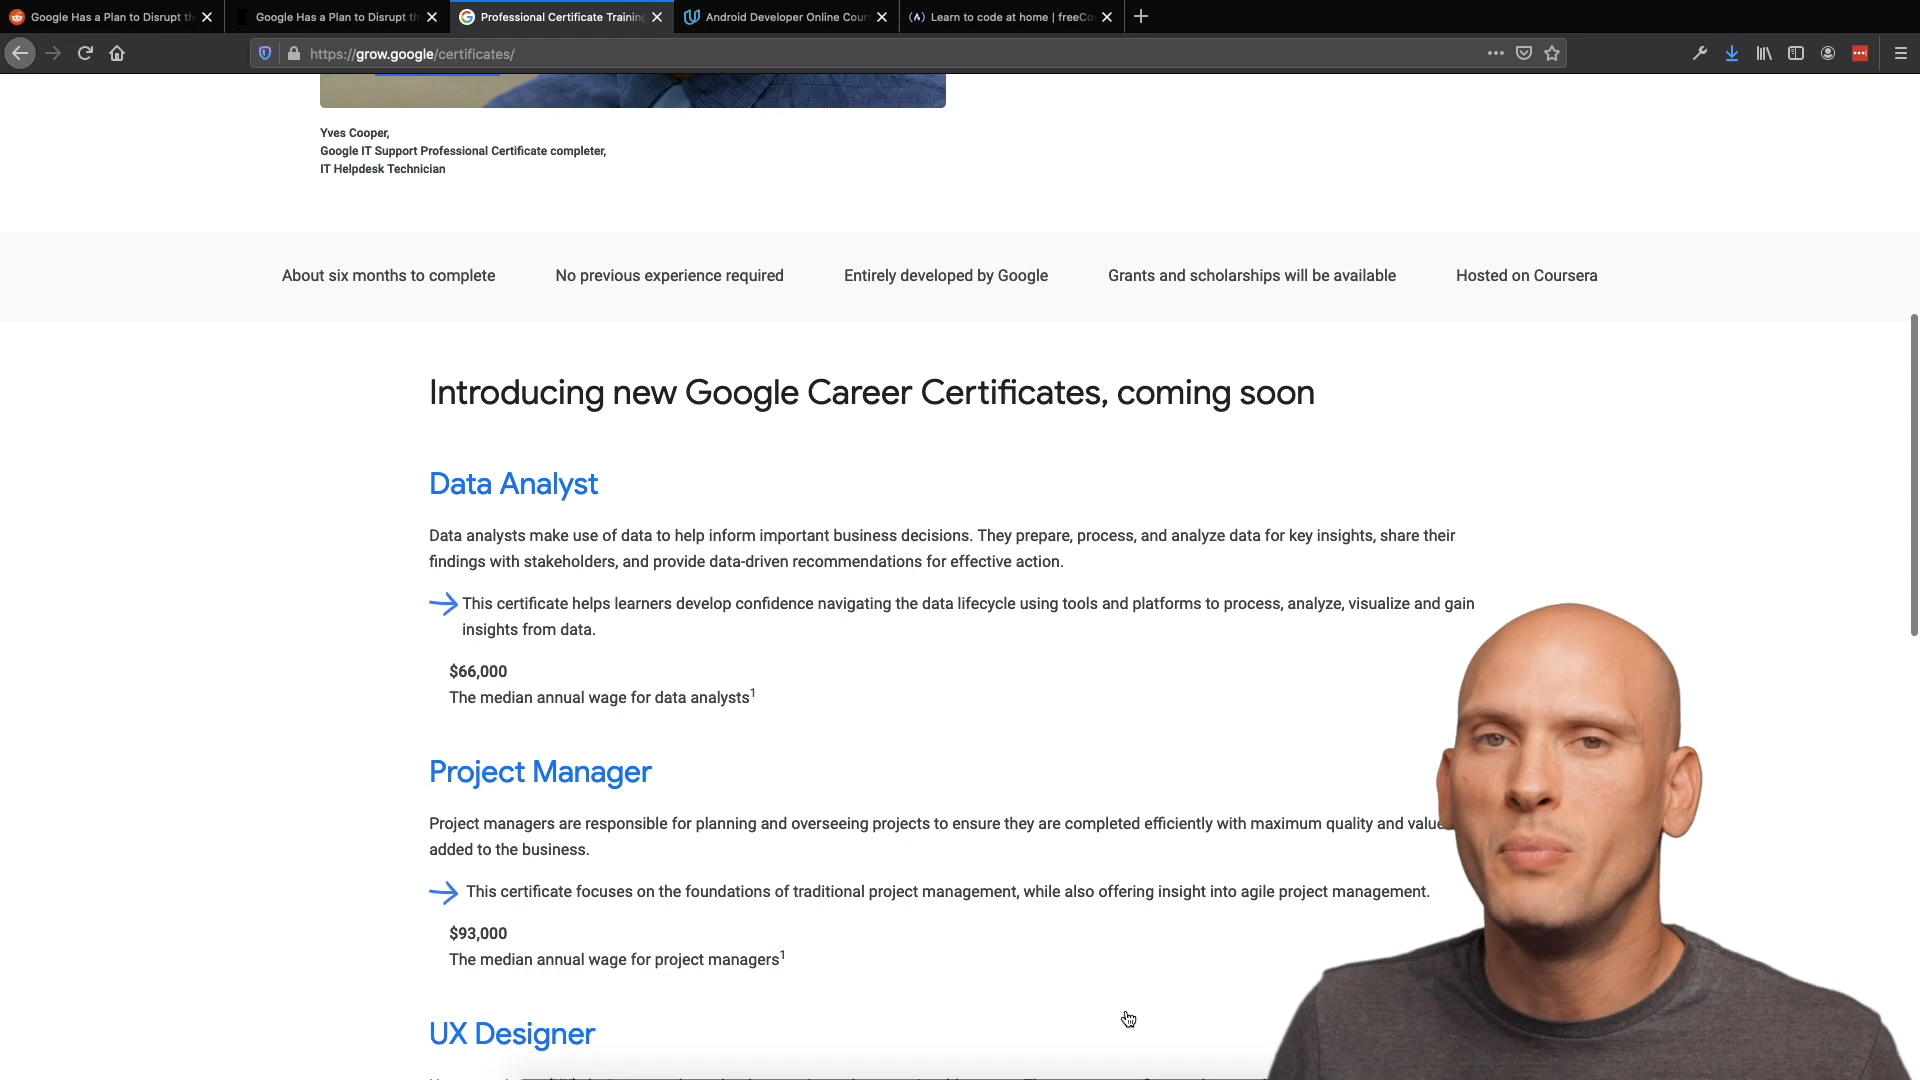 Google Has a Plan to Disrupt th
Google Has a Plan to Disrupt th
Professional Certificate Training
Android Developer Online Cour
Learn to code at home | freeCo
https://grow.google/certificates/
Yves Cooper,
Google IT Support Professional Certificate completer,
IT Helpdesk Technician
About six months to complete
No previous experience required
Entirely developed by Google
Grants and scholarships will be available
Hosted on Coursera
Introducing new Google Career Certificates, coming soon
Data Analyst
Data analysts make use of data to help inform important business decisions. They prepare, process, and analyze data for key insights, share their
findings with stakeholders, and provide data-driven recommendations for effective action.
This certificate helps learners develop confidence navigating the data lifecycle using tools and platforms to process, analyze, visualize and gain
insights from data.
$66,000
The median annual wage for data analysts¹
Project Manager
Project managers are responsible for planning and overseeing projects to ensure they are completed efficiently with maximum quality and value
added to the business.
This certificate focuses on the foundations of traditional project management, while also offering insight into agile project management.
$93,000
The median annual wage for project managers¹
UX Designer